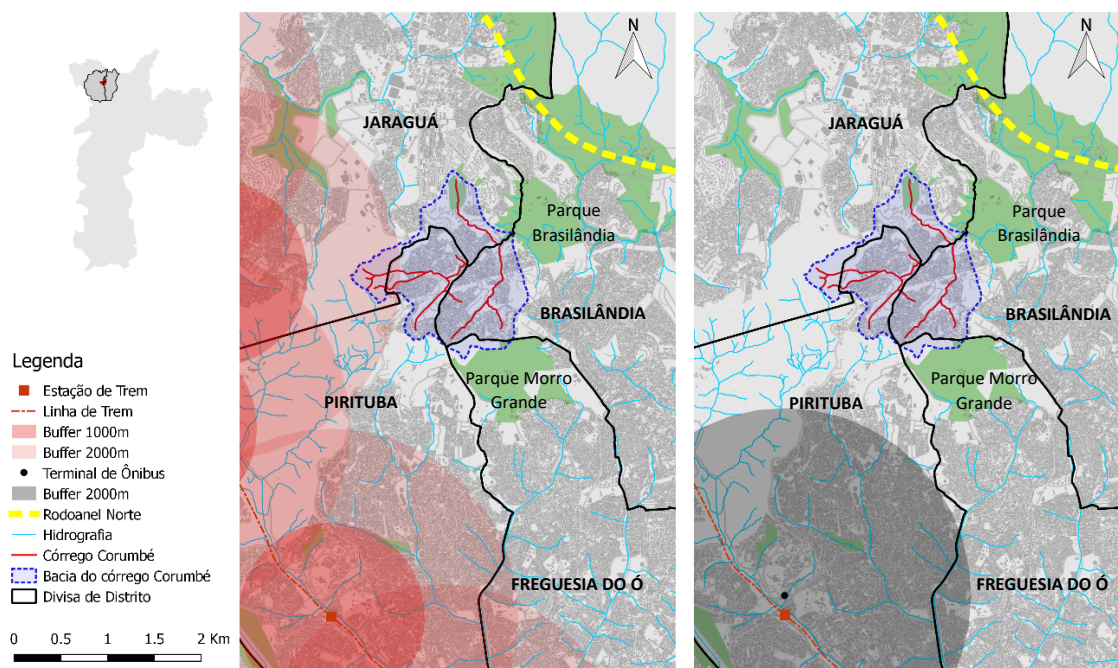 N
JARAGUÁ
Parque
Brasilândia
BRASILÂNDIA
Parque Morro
Grande
PIRITUBA
FREGUESIA DO Ó
N
JARAGUÁ
Parque
Brasilândia
BRASILÂNDIA
Parque Morro
Grande
PIRITUBA
FREGUESIA DO Ó
Legenda
Estação de Trem
Linha de Trem
Buffer 1000m
Buffer 2000m
Terminal de Ônibus
Buffer 2000m
Rodoanel Norte
Hidrografia
Córrego Corumbé
Bacia do córrego Corumbé
Divisa de Distrito
0 0.5 1 1.5 2 Km